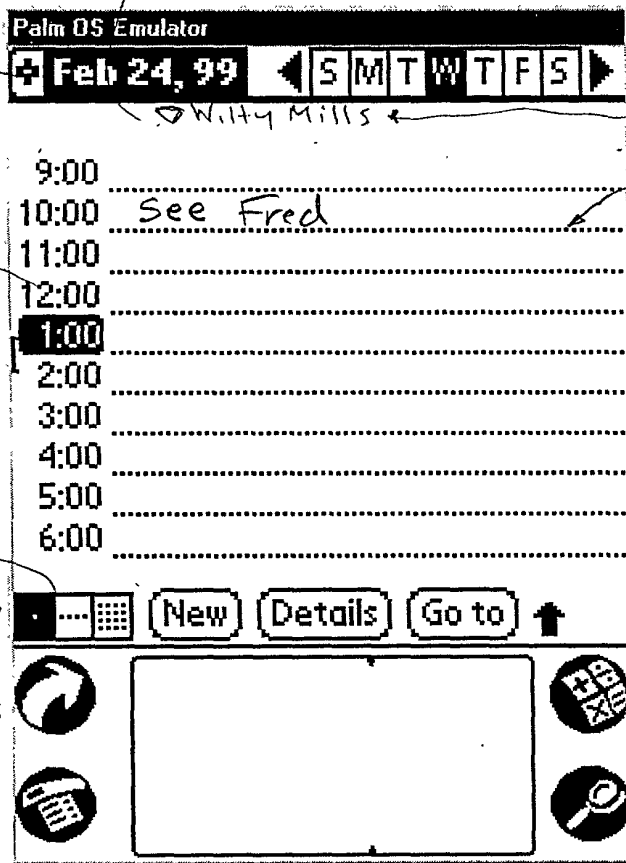 Palm OS Emulator
Feb 24, 99 S M T W T F S
Wilty Mills
9:00
10:00 See Fred
11:00
12:00
1:00
2:00
3:00
4:00
5:00
6:00
New Details Go to